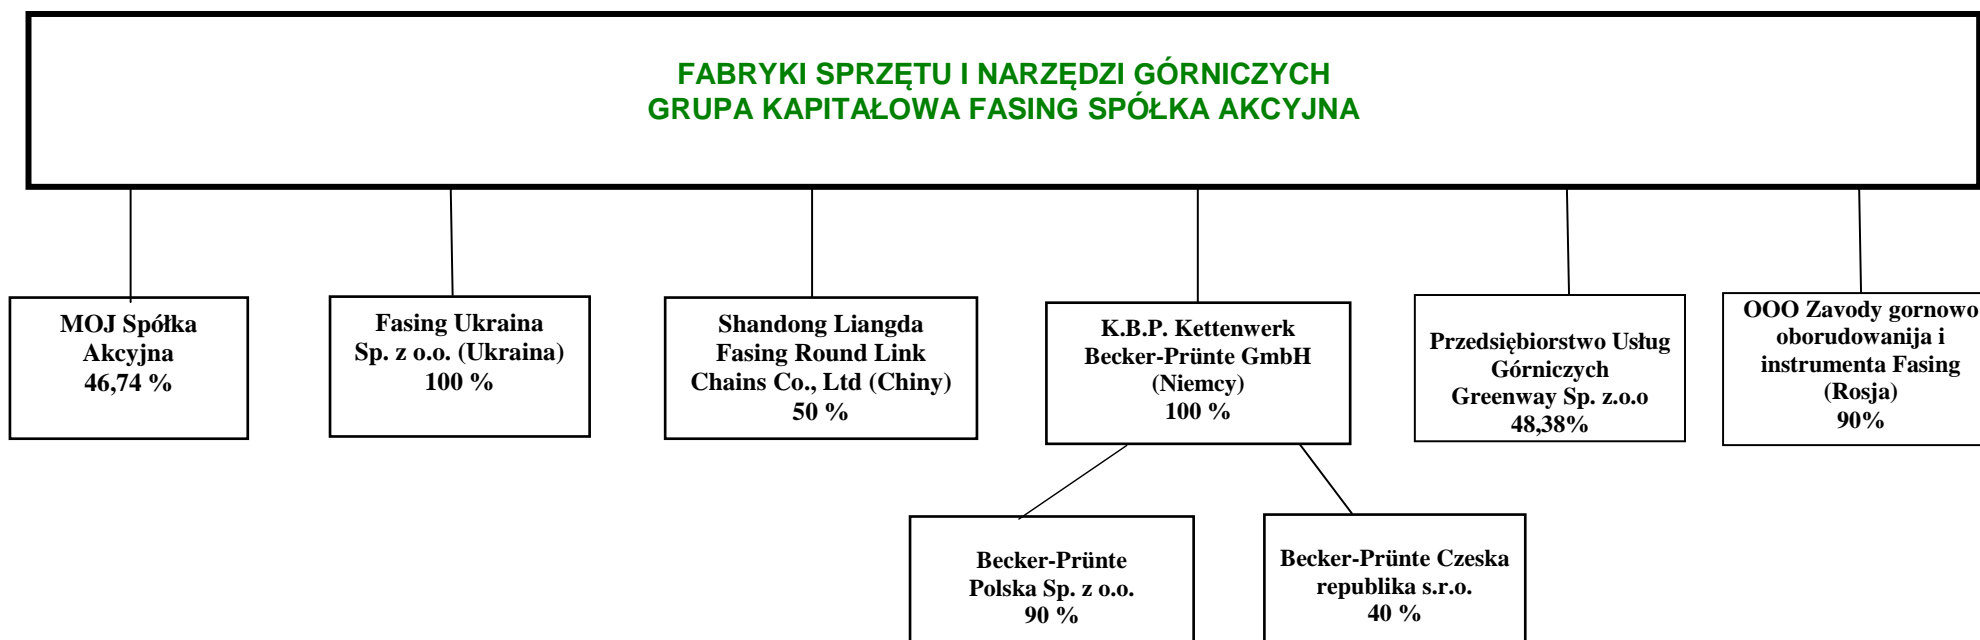 FABRYKI SPRZĘTU I NARZĘDZI GÓRNICZYCH
GRUPA KAPITAŁOWA FASING SPÓŁKA AKCYJNA
MOJ Spółka
Akcyjna
46,74 %
Fasing Ukraina
Sp. z o.o. (Ukraina)
100 %
Shandong Liangda
Fasing Round Link
Chains Co., Ltd (Chiny)
50 %
K.B.P. Kettenwerk
Becker-Prünte GmbH
(Niemcy)
100 %
Przedsiębiorstwo Usług
Górniczych
Greenway Sp. z.o.o
48,38%
OOO Zavody gornowo
oborudowanija i
instrumenta Fasing
(Rosja)
90%
Becker-Prünte
Polska Sp. z o.o.
90 %
Becker-Prünte Czeska
republika s.r.o.
40 %